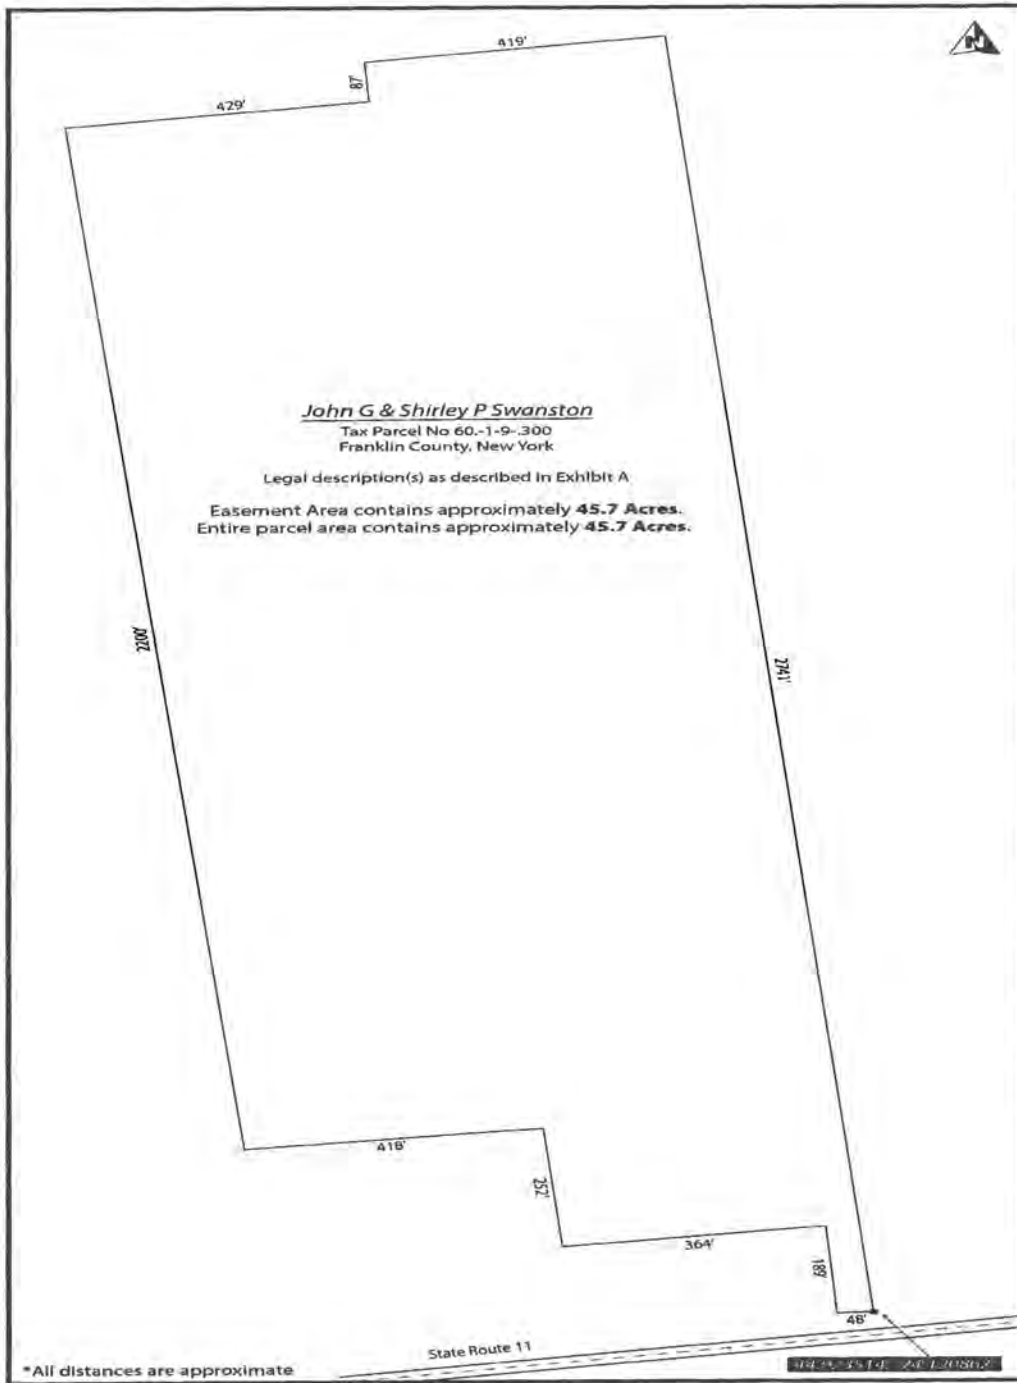 419'
N
87'
429'
John G & Shirley P Swanston
Tax Parcel No 60.-1-9-.300
Franklin County, New York
Legal description(s) as described in Exhibit A
Easement Area contains approximately 45.7 Acres.
Entire parcel area contains approximately 45.7 Acres.
2200'
2741'
418'
252'
364'
189'
48'
State Route 11
*All distances are approximate